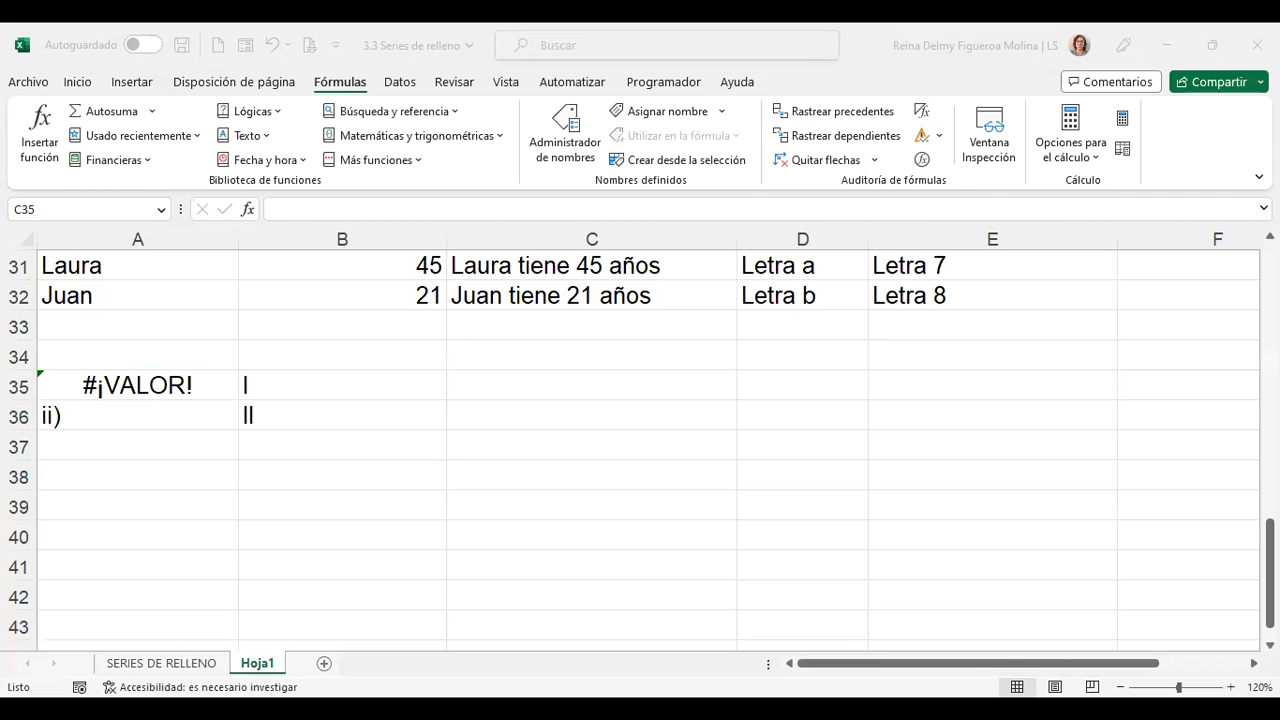 Autoguardado 3.3 Series de relleno Buscar Reina Delmy Figueroa Molina | LS
Archivo Inicio Insertar Disposición de página Fórmulas Datos Revisar Vista Automatizar Programador Ayuda Comentarios Compartir
fx Autosuma Lógicas Búsqueda y referencia Asignar nombre Rastrear precedentes
Insertar función Usado recientemente Texto Matemáticas y trigonométricas Administrador de nombres Utilizar en la fórmula Rastrear dependientes Ventana Inspección Opciones para el cálculo
Financieras Fecha y hora Más funciones Crear desde la selección Quitar flechas
Biblioteca de funciones Nombres definidos Auditoría de fórmulas Cálculo
C35 fx
A B C D E F
31 Laura 45 Laura tiene 45 años Letra a Letra 7
32 Juan 21 Juan tiene 21 años Letra b Letra 8
33
34
35 #¡VALOR! I
36 ii) II
37
38
39
40
41
42
43
SERIES DE RELLENO Hoja1
Listo Accesibilidad: es necesario investigar 120%